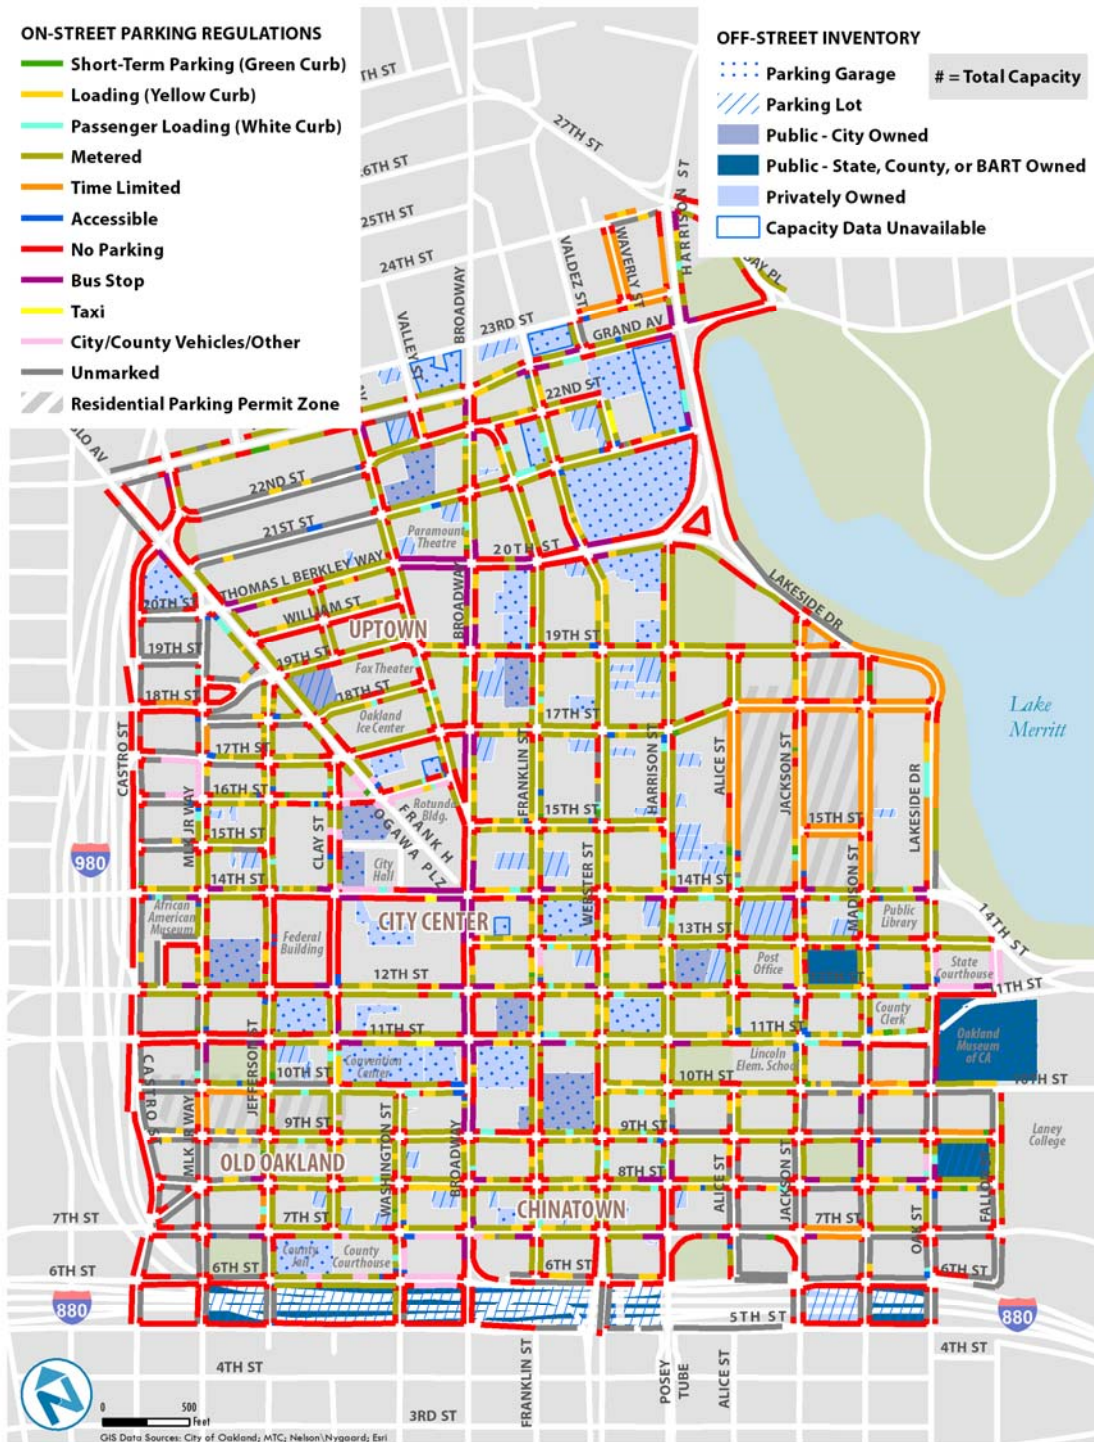 ON-STREET PARKING REGULATIONS
Short-Term Parking (Green Curb)
Loading (Yellow Curb)
Passenger Loading (White Curb)
Metered
Time Limited
Accessible
No Parking
Bus Stop
Taxi
City/County Vehicles/Other
Unmarked
Residential Parking Permit Zone
OFF-STREET INVENTORY
Parking Garage
Parking Lot
Public - City Owned
Public - State, County, or BART Owned
Privately Owned
Capacity Data Unavailable
# = Total Capacity
TH ST
27TH ST
6TH ST
25TH ST
24TH ST
HARRISON ST
WAVERLY ST
VALDEZ ST
BROADWAY
VALLEY ST
23RD ST
GRAND AV
AY PL
AV
LO AV
22ND ST
22ND ST
21ST ST
Paramount
Theatre
20TH ST
THOMAS L BERKLEY WAY
WILLIAM ST
UPTOWN
BROADWAY
20TH ST
LAKESIDE DR
19TH ST
19TH ST
19TH ST
Fox Theater
18TH ST
18TH ST
Oakland
Ice Center
17TH ST
17TH ST
Lake
Merritt
CASTRO ST
MLK JR WAY
16TH ST
15TH ST
CLAY ST
FRANK H
OGAWA PLZ
Rotunda
Bldg.
FRANKLIN ST
15TH ST
HARRISON ST
ALICE ST
JACKSON ST
15TH ST
LAKESIDE DR
980
14TH ST
City
Hall
WEBSTER ST
14TH ST
MADISON ST
14TH ST
African
American
Museum
Federal
Building
CITY CENTER
13TH ST
Public
Library
12TH ST
Post
Office
State
Courthouse
11TH ST
11TH ST
11TH ST
County
Clerk
Oakland
Museum
of CA
CASTRO ST
JEFFERSON ST
10TH ST
Convention
Center
10TH ST
Lincoln
Elem. School
10TH ST
MLK JR WAY
9TH ST
WASHINGTON ST
BROADWAY
9TH ST
Laney
College
OLD OAKLAND
8TH ST
ALICE ST
JACKSON ST
7TH ST
7TH ST
CHINATOWN
7TH ST
OAK ST
6TH ST
6TH ST
County
Jail
County
Courthouse
6TH ST
6TH ST
880
5TH ST
880
4TH ST
FRANKLIN ST
POSEY
TUBE
ALICE ST
4TH ST
3RD ST
0 500
Feet
GIS Data Sources: City of Oakland; MTC; Nelson\Nygaard; Esri